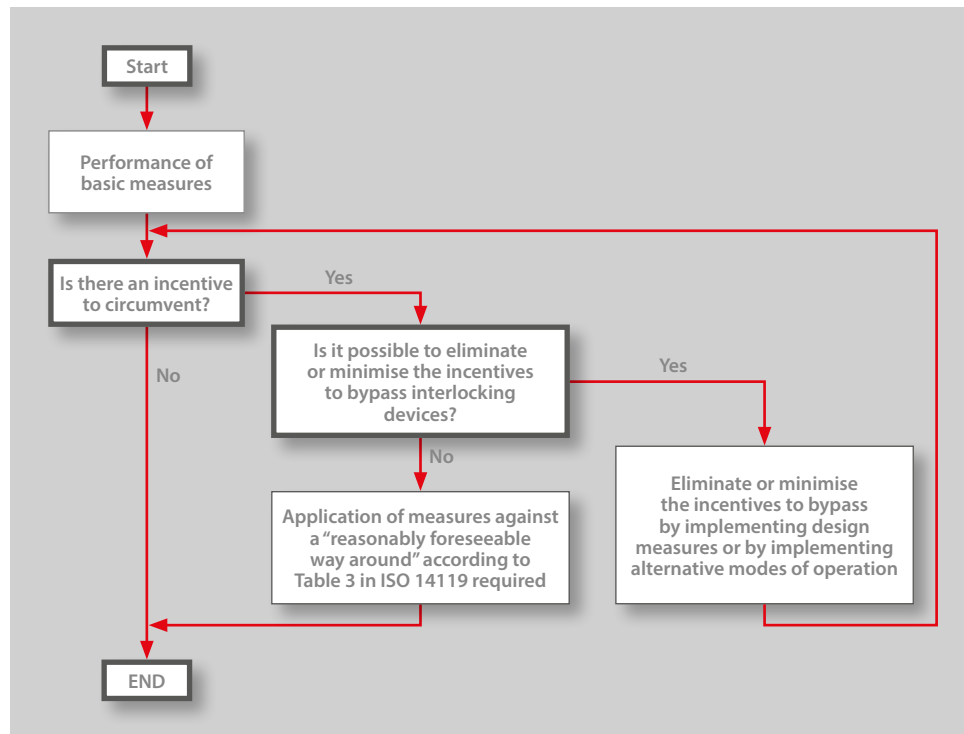 Start
Performance of
basic measures
Is there an incentive
to circumvent?
Yes
No
Is it possible to eliminate
or minimise the incentives
to bypass interlocking
devices?
Yes
No
Eliminate or minimise
the incentives to bypass
by implementing design
measures or by implementing
alternative modes of operation
Application of measures against
a “reasonably foreseeable
way around” according to
Table 3 in ISO 14119 required
END